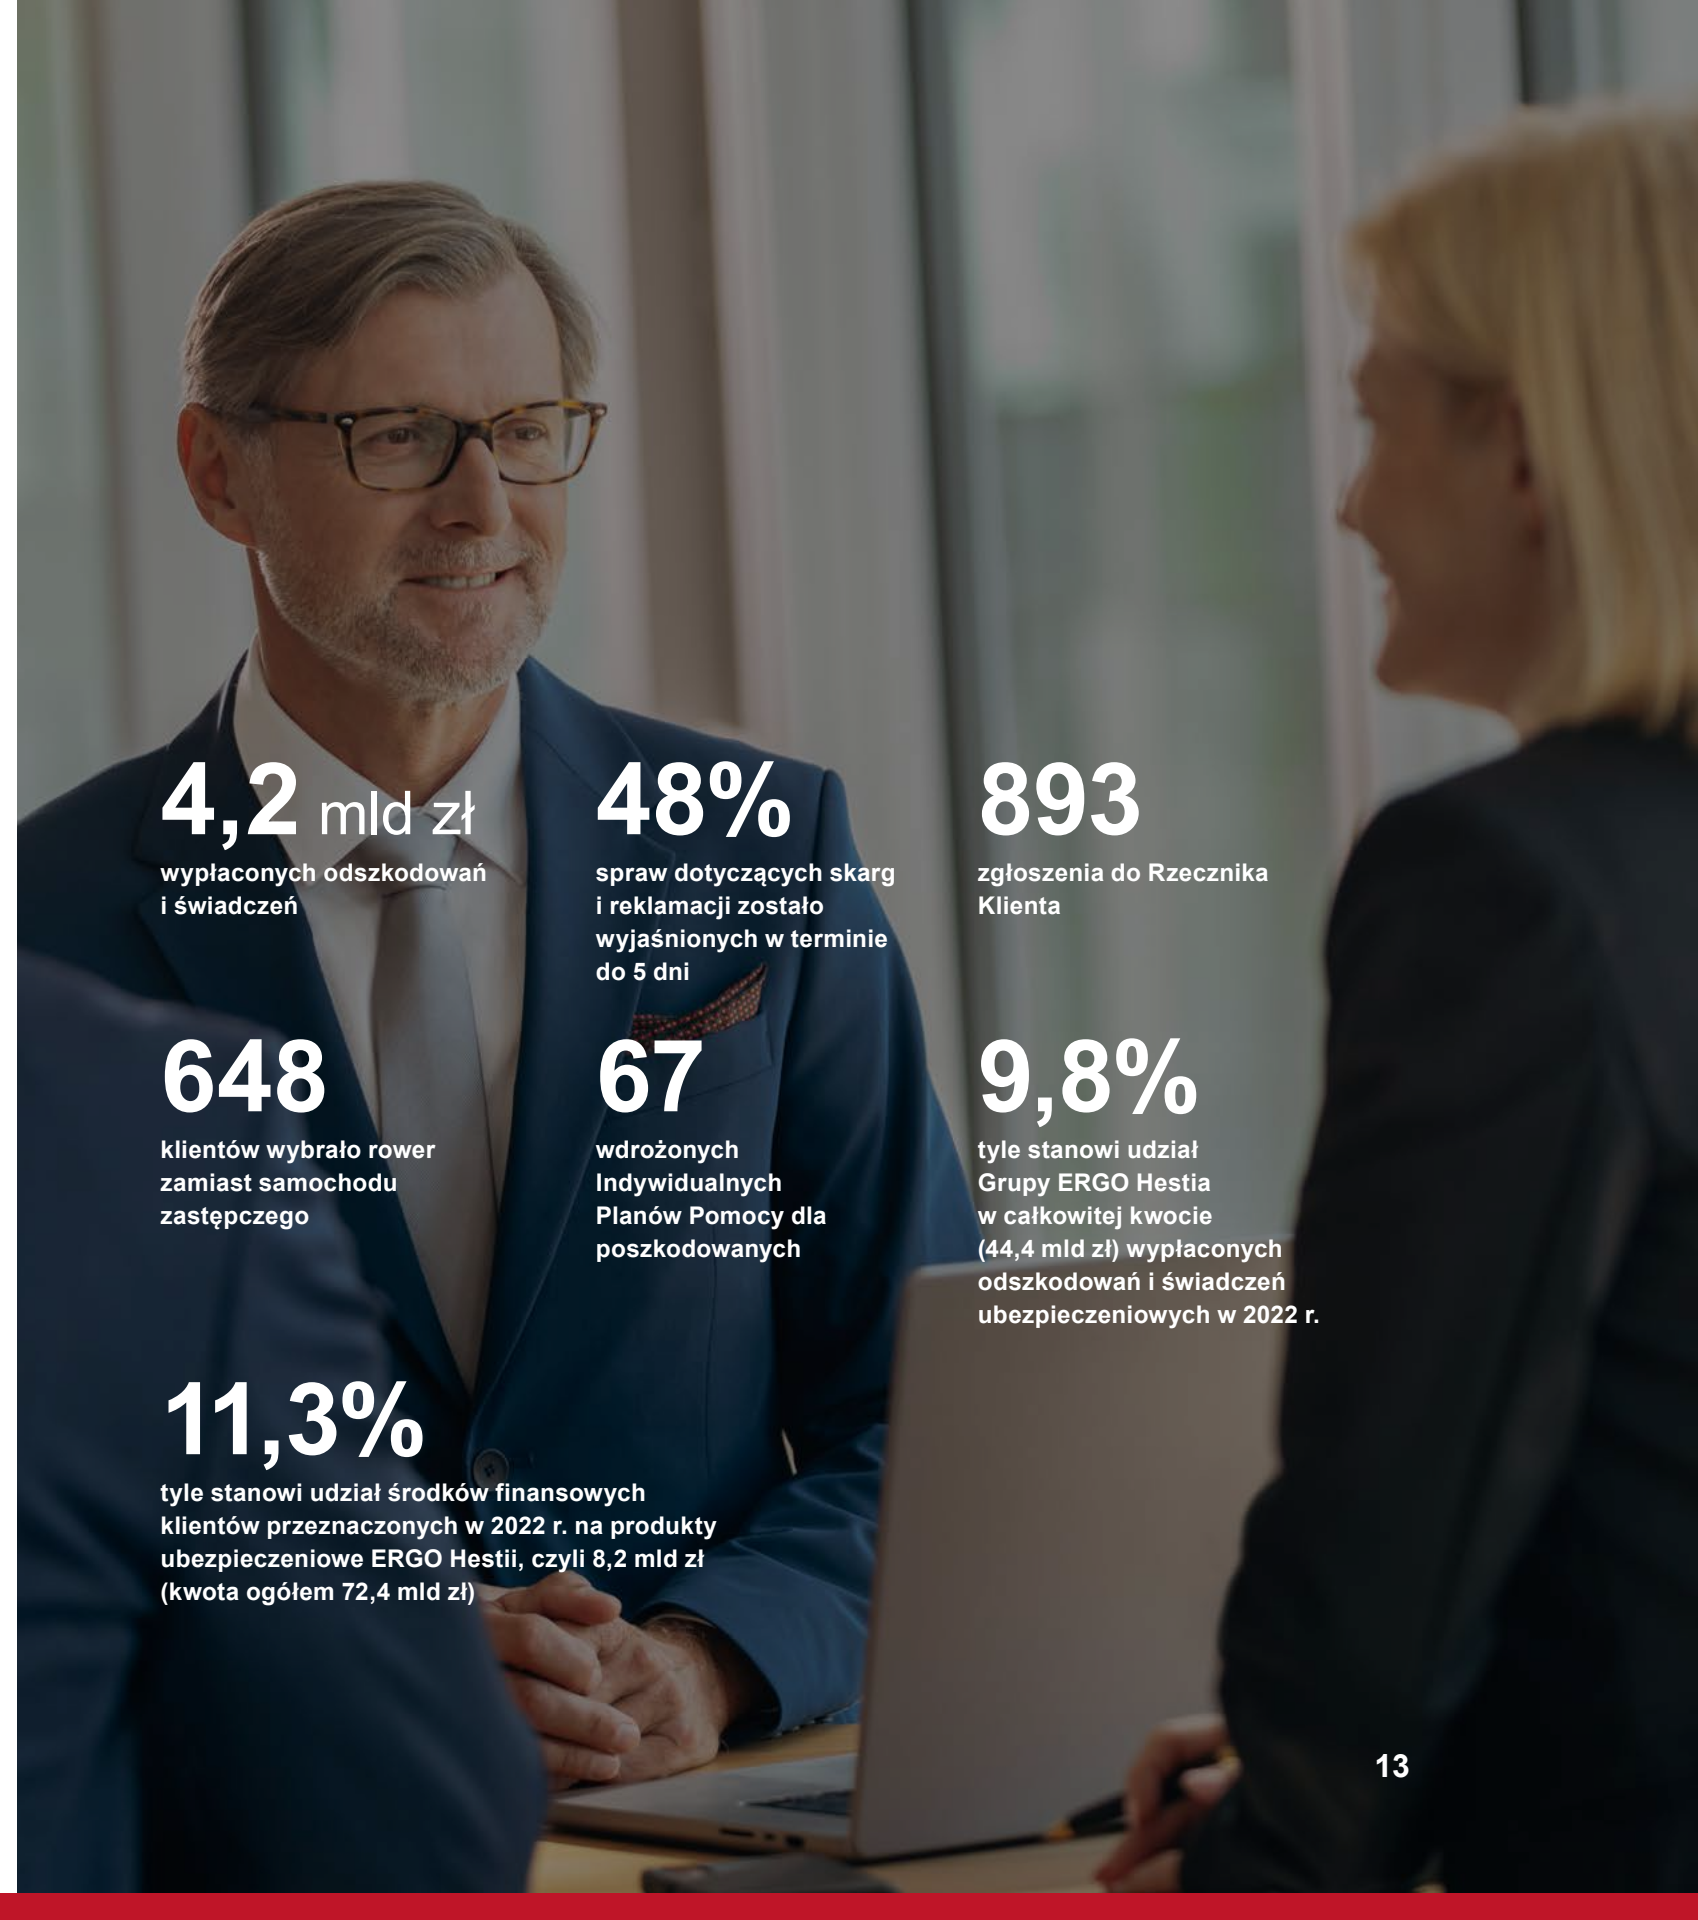 4,2 mld zł
wypłaconych odszkodowań
i świadczeń
48%
spraw dotyczących skarg
i reklamacji zostało
wyjaśnionych w terminie
do 5 dni
893
zgłoszenia do Rzecznika
Klienta
648
klientów wybrało rower
zamiast samochodu
zastępczego
67
wdrożonych
Indywidualnych
Planów Pomocy dla
poszkodowanych
9,8%
tyle stanowi udział
Grupy ERGO Hestia
w całkowitej kwocie
(44,4 mld zł) wypłaconych
odszkodowań i świadczeń
ubezpieczeniowych w 2022 r.
11,3%
tyle stanowi udział środków finansowych
klientów przeznaczonych w 2022 r. na produkty
ubezpieczeniowe ERGO Hestii, czyli 8,2 mld zł
(kwota ogółem 72,4 mld zł)
13